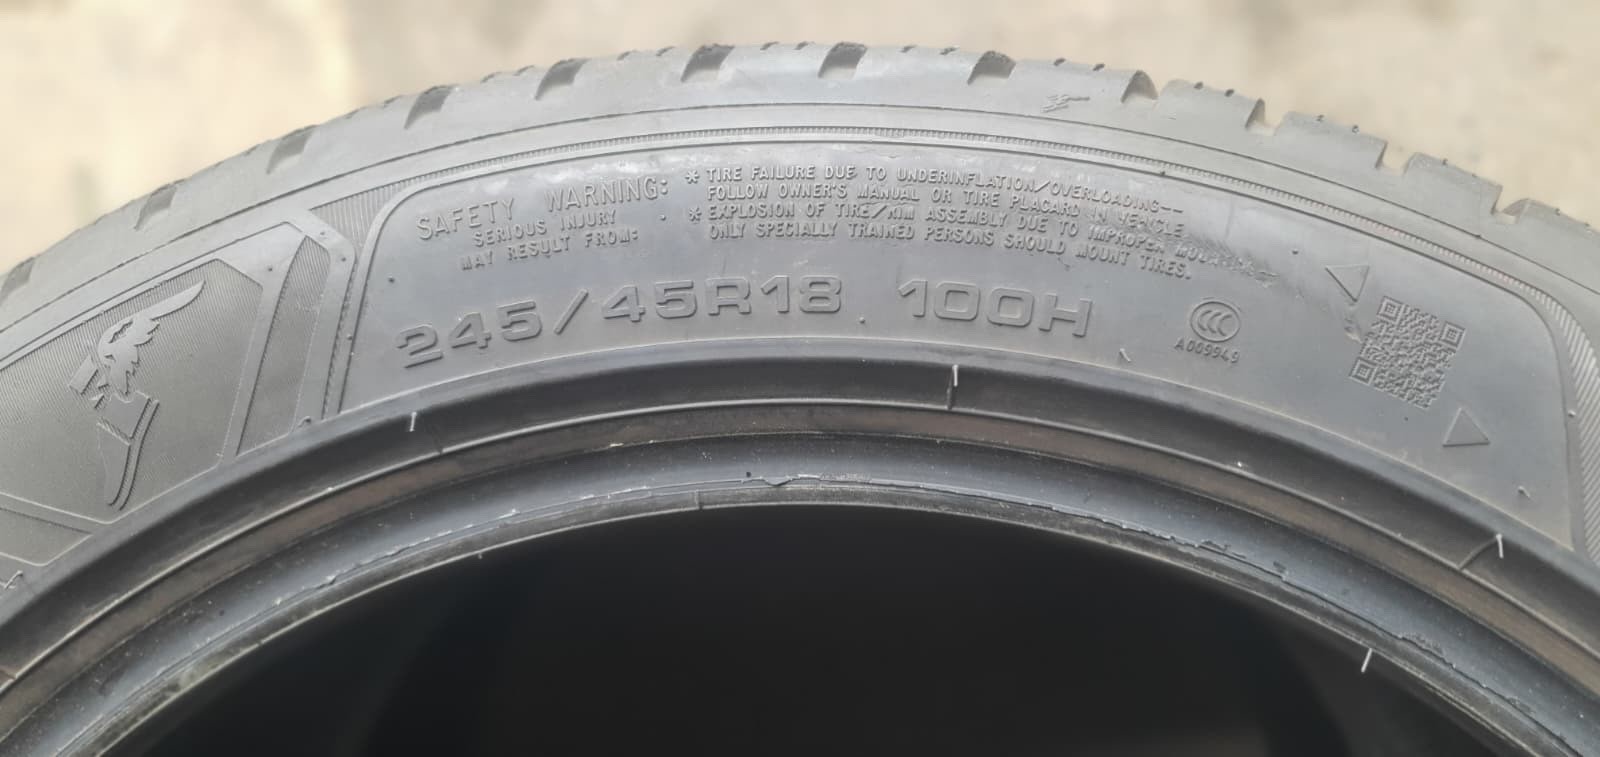 SAFETY WARNING:
SERIOUS INJURY
MAY RESULT FROM:
* TIRE FAILURE DUE TO UNDERINFLATION/OVERLOADING--
FOLLOW OWNER'S MANUAL OR TIRE PLACARD IN VEHICLE
* EXPLOSION OF TIRE/RIM ASSEMBLY DUE TO IMPROPER
ONLY SPECIALLY TRAINED PERSONS SHOULD MOUNT TIRES.
245/45R18 100H
CCC
A009949